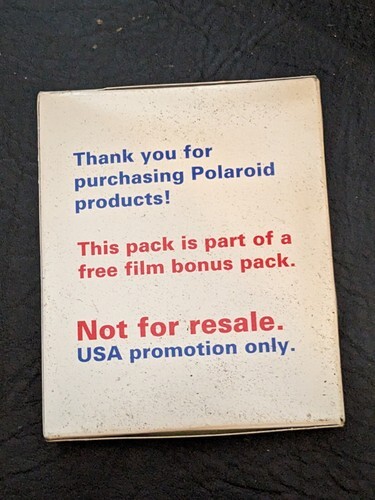 Thank you for
purchasing Polaroid
products!
This pack is part of a
free film bonus pack.
Not for resale.
USA promotion only.